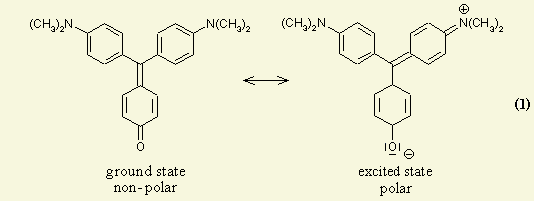 (CH₃)₂N N(CH₃)₂ (CH₃)₂N ⊕ N(CH₃)₂
O |O| ⊖ (1)
ground state excited state
non-polar polar